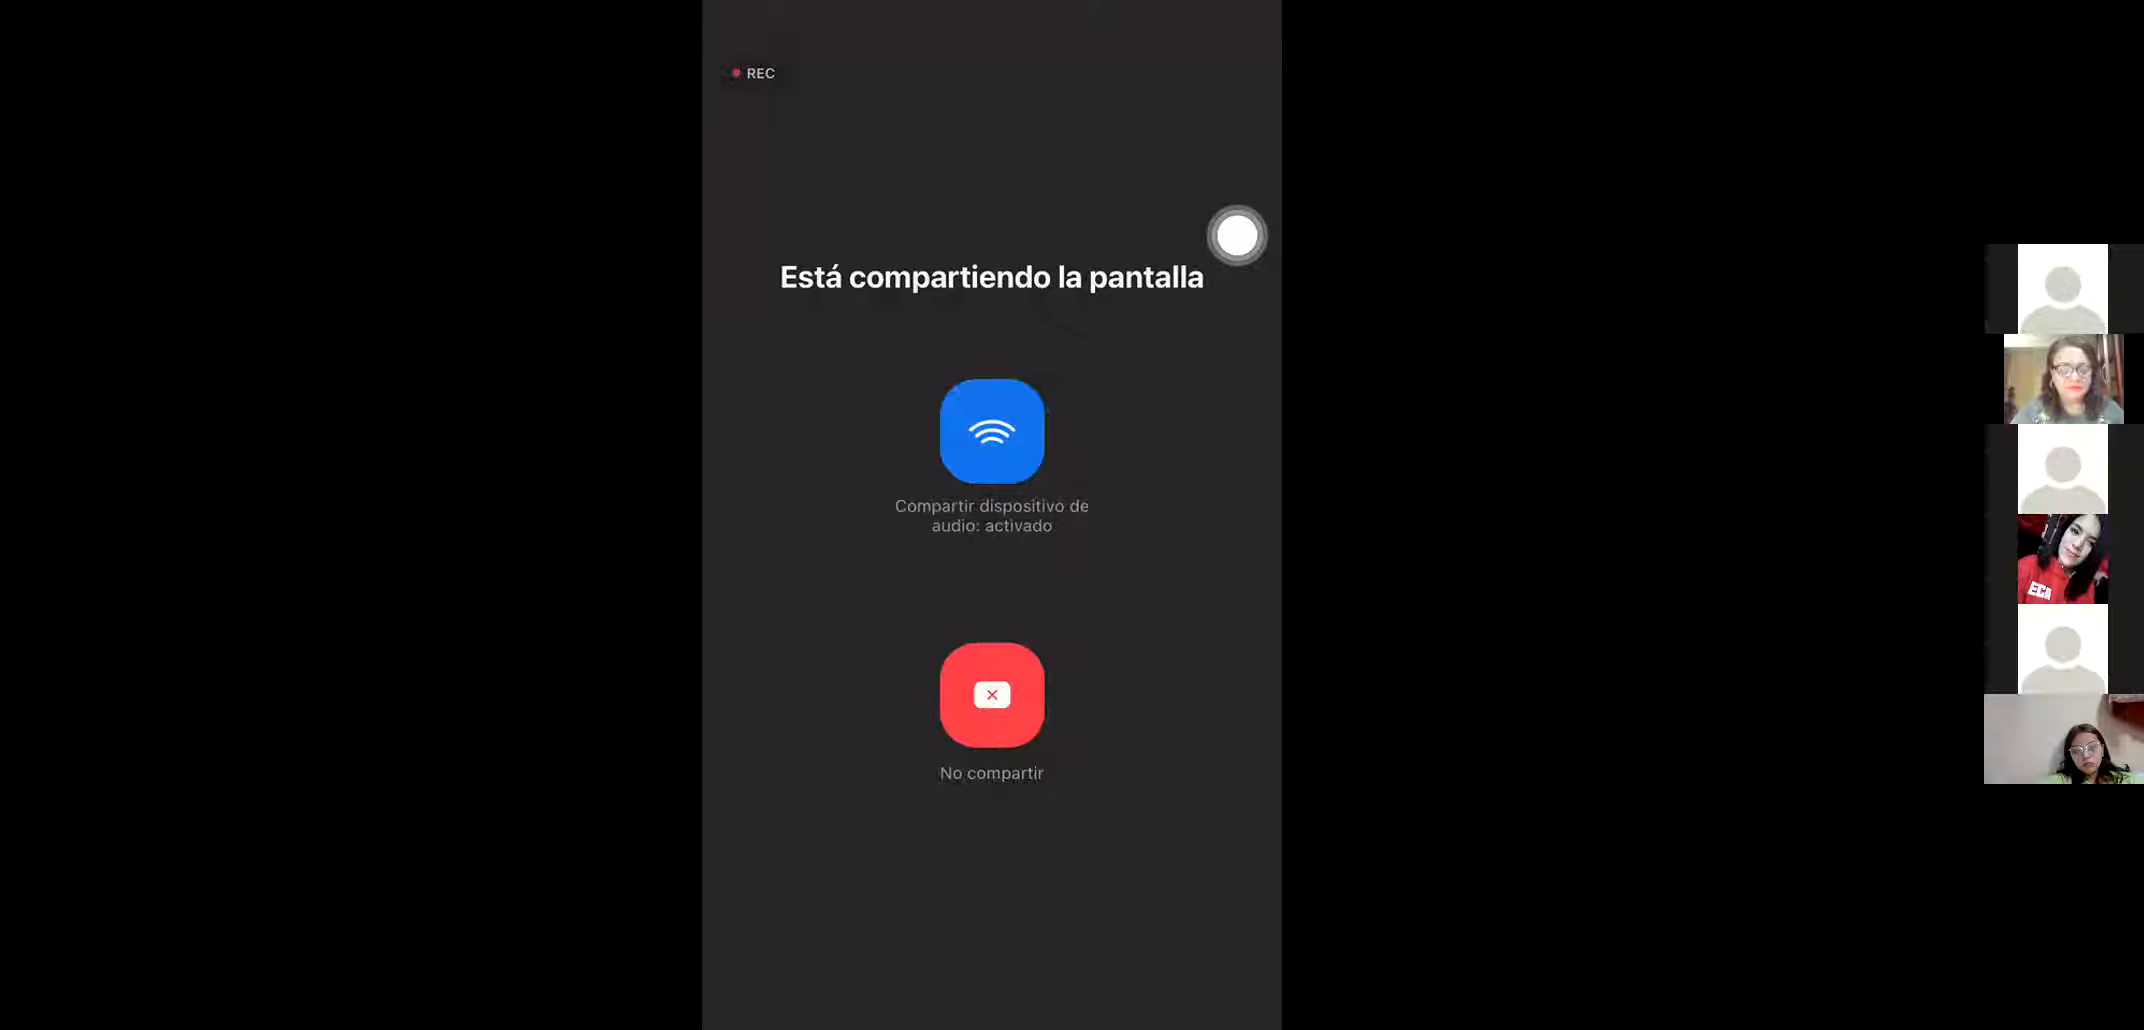 REC
Está compartiendo la pantalla
Compartir dispositivo de
audio: activado
No compartir